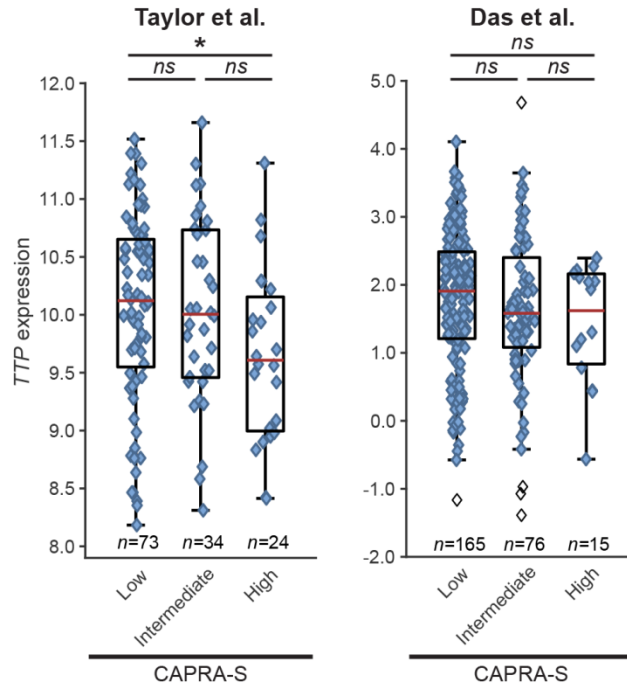 Taylor et al.
*
ns ns
TTP expression
12.0
11.5
11.0
10.5
10.0
9.5
9.0
8.5
8.0
n=73 n=34 n=24
Low
Intermediate
High
CAPRA-S
Das et al.
ns
ns ns
5.0
4.0
3.0
2.0
1.0
0.0
-1.0
-2.0
n=165 n=76 n=15
Low
Intermediate
High
CAPRA-S